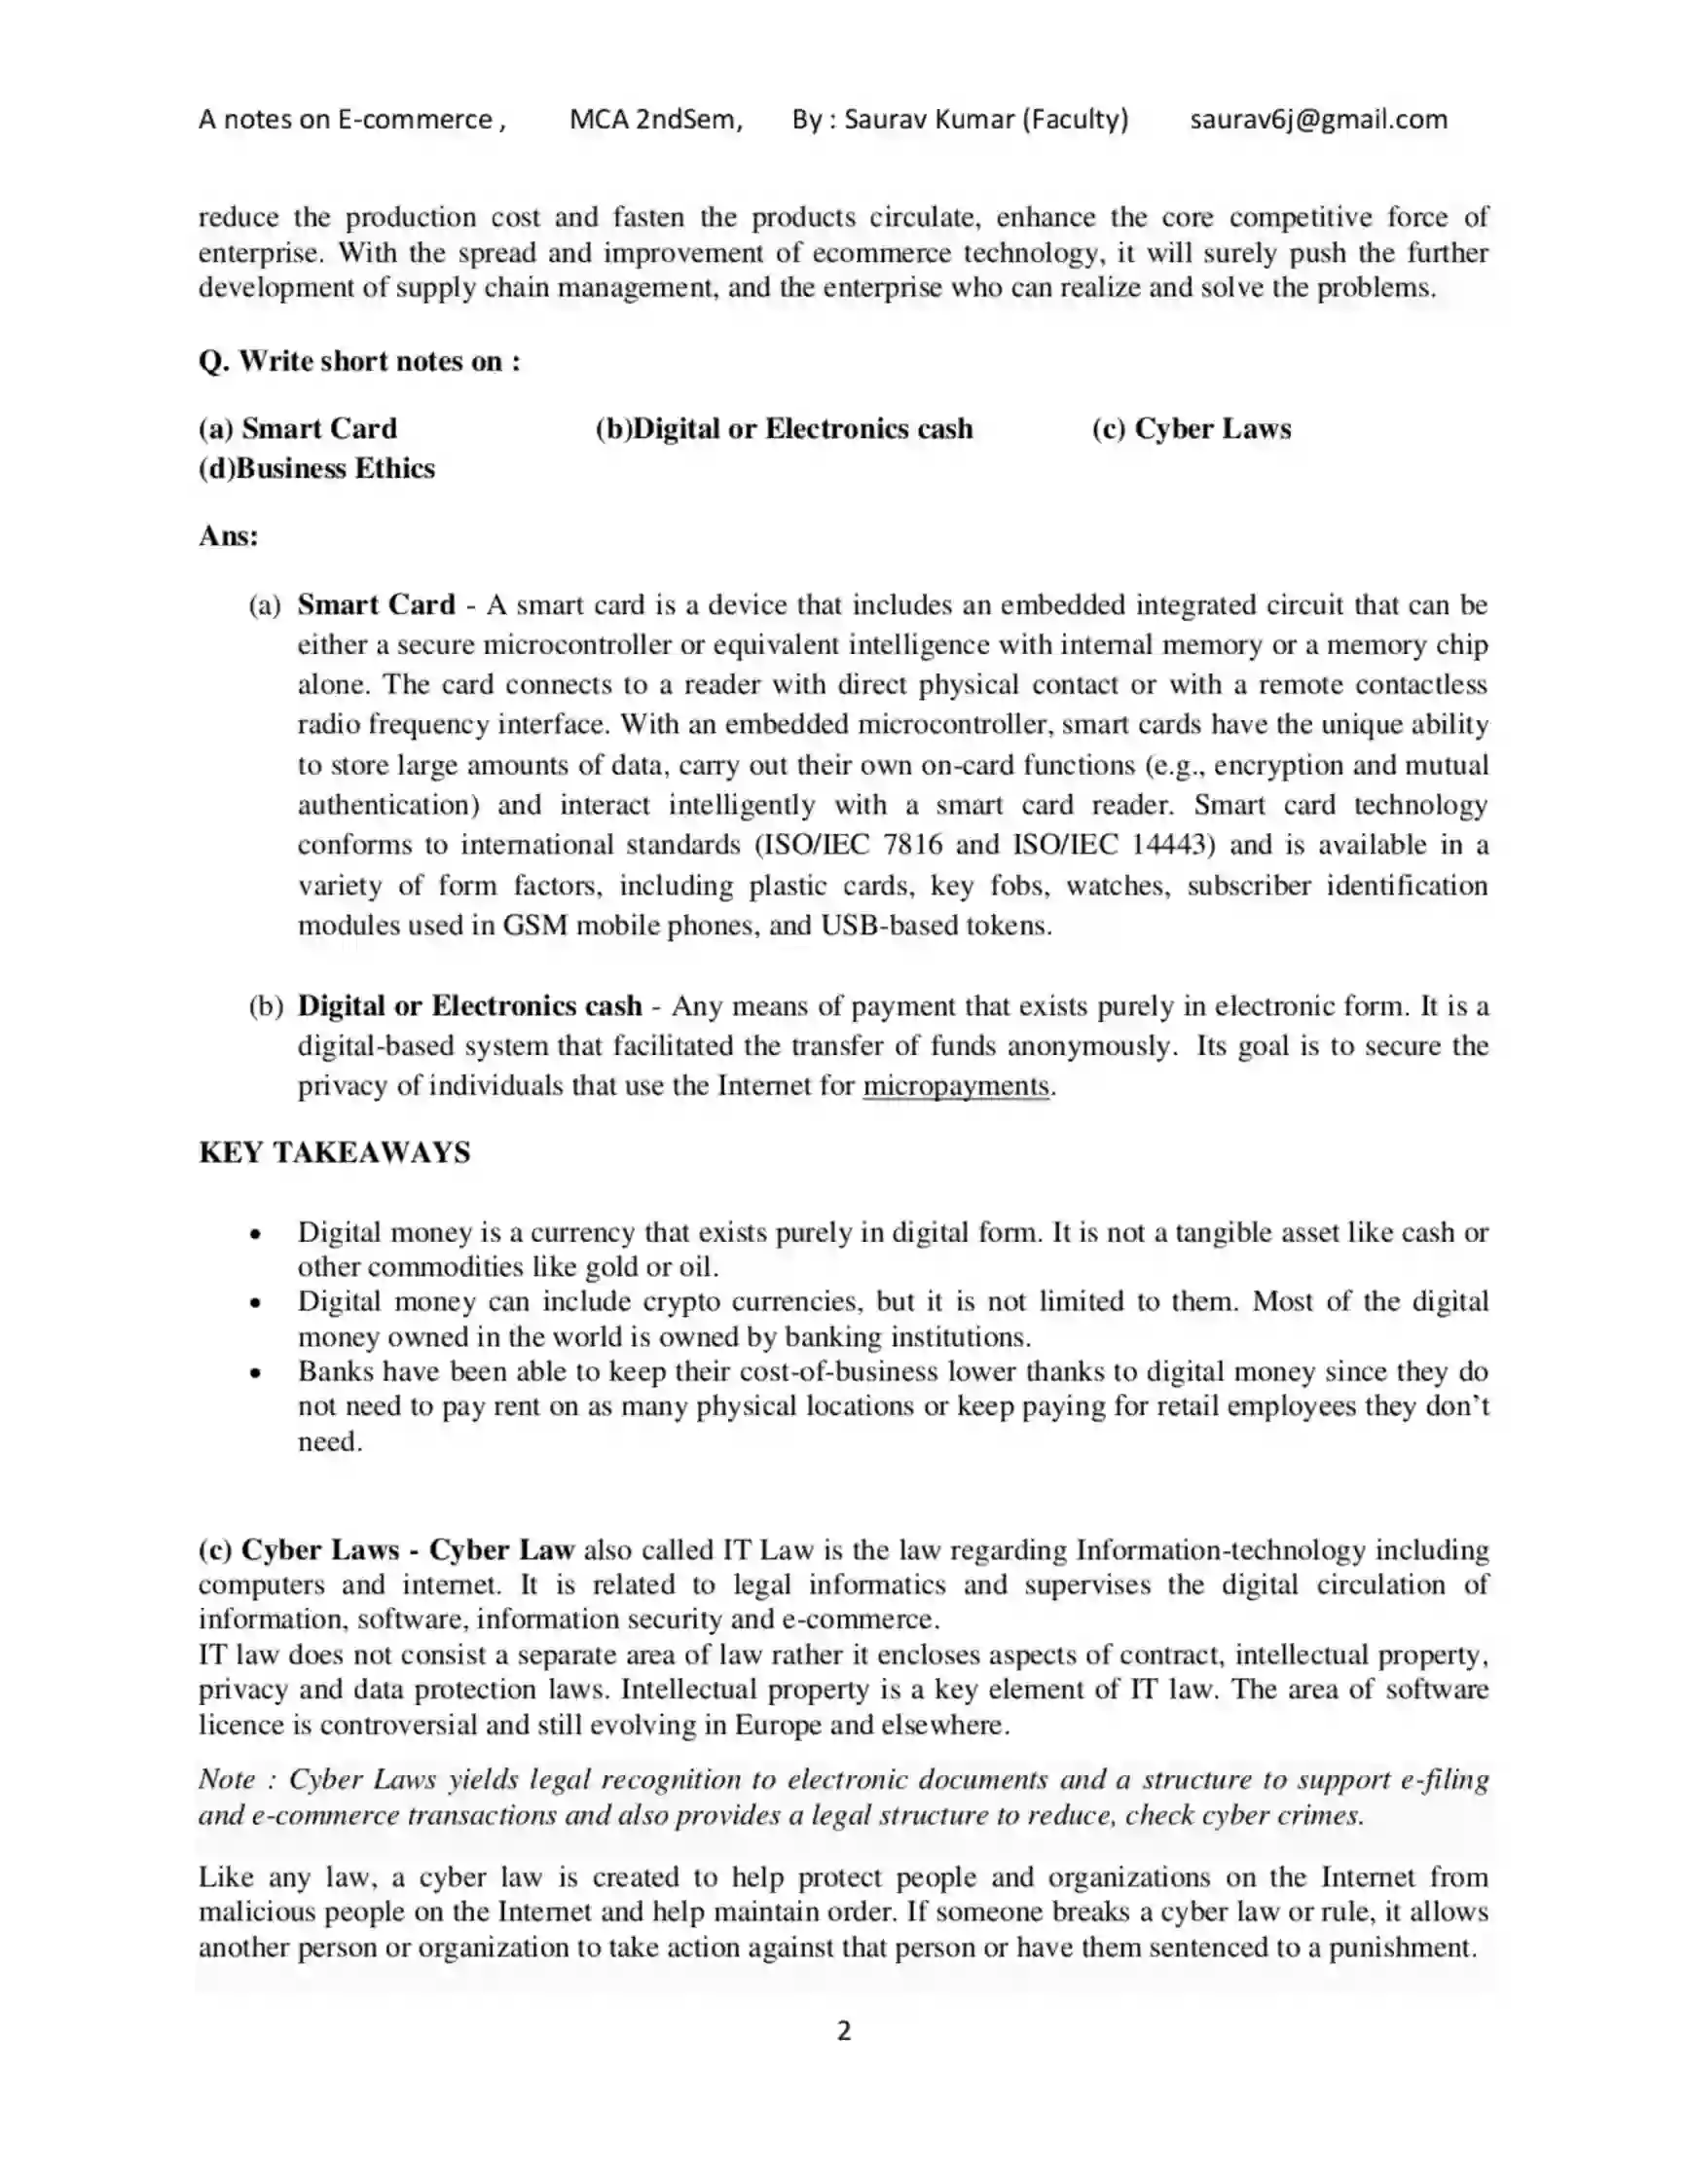 A notes on E-commerce , MCA 2ndSem, By : Saurav Kumar (Faculty) saurav6j@gmail.com
reduce the production cost and fasten the products circulate, enhance the core competitive force of
enterprise. With the spread and improvement of ecommerce technology, it will surely push the further
development of supply chain management, and the enterprise who can realize and solve the problems.
Q. Write short notes on :
(a) Smart Card (b)Digital or Electronics cash (c) Cyber Laws
(d)Business Ethics
Ans:
(a) Smart Card - A smart card is a device that includes an embedded integrated circuit that can be
either a secure microcontroller or equivalent intelligence with internal memory or a memory chip
alone. The card connects to a reader with direct physical contact or with a remote contactless
radio frequency interface. With an embedded microcontroller, smart cards have the unique ability
to store large amounts of data, carry out their own on-card functions (e.g., encryption and mutual
authentication) and interact intelligently with a smart card reader. Smart card technology
conforms to international standards (ISO/IEC 7816 and ISO/IEC 14443) and is available in a
variety of form factors, including plastic cards, key fobs, watches, subscriber identification
modules used in GSM mobile phones, and USB-based tokens.
(b) Digital or Electronics cash - Any means of payment that exists purely in electronic form. It is a
digital-based system that facilitated the transfer of funds anonymously. Its goal is to secure the
privacy of individuals that use the Internet for micropayments.
KEY TAKEAWAYS
• Digital money is a currency that exists purely in digital form. It is not a tangible asset like cash or
other commodities like gold or oil.
• Digital money can include crypto currencies, but it is not limited to them. Most of the digital
money owned in the world is owned by banking institutions.
• Banks have been able to keep their cost-of-business lower thanks to digital money since they do
not need to pay rent on as many physical locations or keep paying for retail employees they don't
need.
(c) Cyber Laws - Cyber Law also called IT Law is the law regarding Information-technology including
computers and internet. It is related to legal informatics and supervises the digital circulation of
information, software, information security and e-commerce.
IT law does not consist a separate area of law rather it encloses aspects of contract, intellectual property,
privacy and data protection laws. Intellectual property is a key element of IT law. The area of software
licence is controversial and still evolving in Europe and elsewhere.
Note : Cyber Laws yields legal recognition to electronic documents and a structure to support e-filing
and e-commerce transactions and also provides a legal structure to reduce, check cyber crimes.
Like any law, a cyber law is created to help protect people and organizations on the Internet from
malicious people on the Internet and help maintain order. If someone breaks a cyber law or rule, it allows
another person or organization to take action against that person or have them sentenced to a punishment.
2